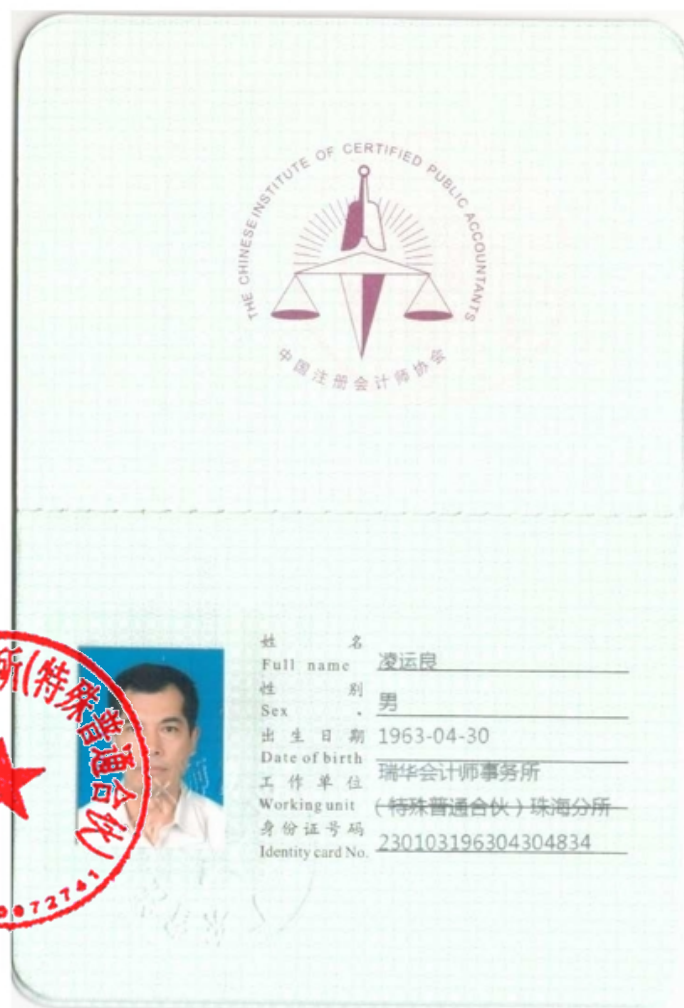 THE CHINESE INSTITUTE OF CERTIFIED PUBLIC ACCOUNTANTS
中国注册会计师协会
姓 名
Full name 凌运良
性 别
Sex 男
出生日期 1963-04-30
Date of birth
工作单位 瑞华会计师事务所
Working unit (特殊普通合伙)珠海分所
身份证号码
Identity card No. 230103196304304834
所(特殊普通合伙)
0072741